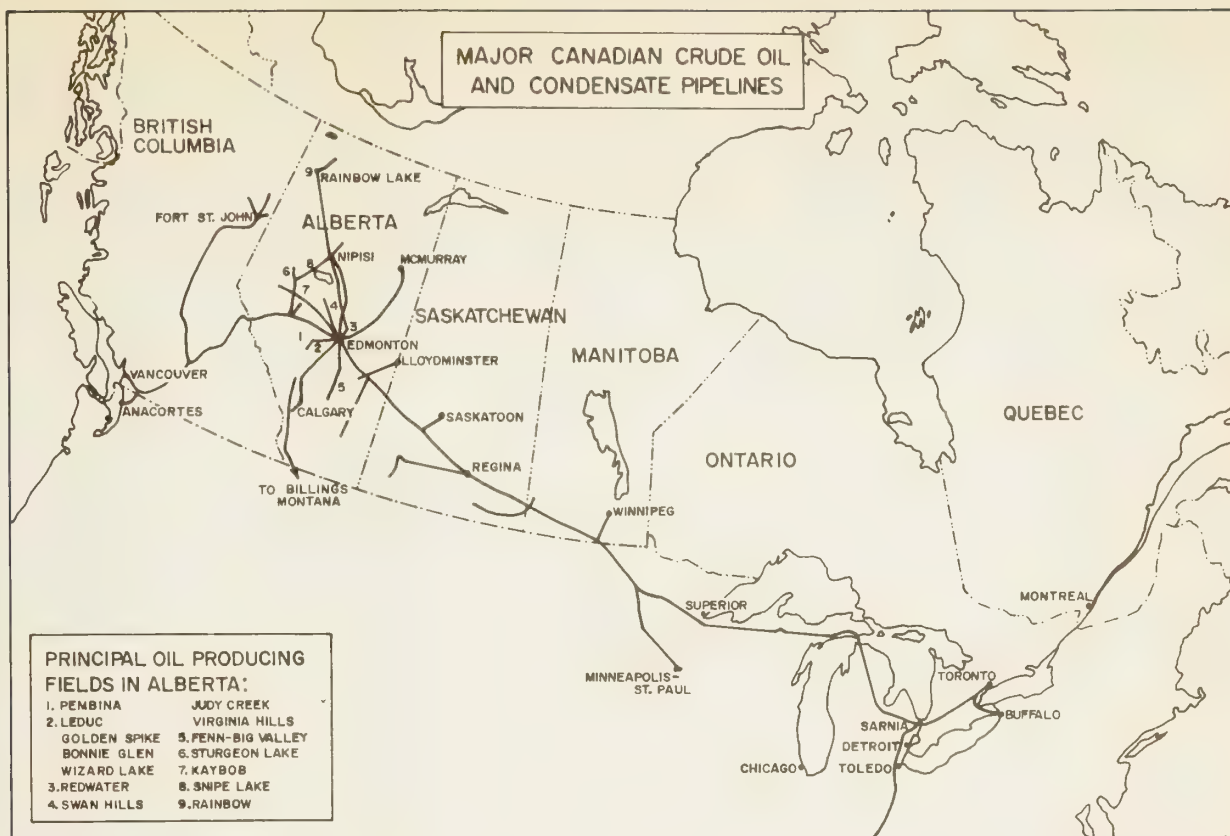 MAJOR CANADIAN CRUDE OIL
AND CONDENSATE PIPELINES
BRITISH
COLUMBIA
9
RAINBOW LAKE
FORT ST. JOHN
ALBERTA
NIPISI
6
8
MCMURRAY
7
4
SASKATCHEWAN
3
EDMONTON
1
2
LLOYDMINSTER
MANITOBA
VANCOUVER
5
ANACORTES
CALGARY
SASKATOON
QUEBEC
REGINA
ONTARIO
TO BILLINGS
MONTANA
WINNIPEG
MONTREAL
SUPERIOR
MINNEAPOLIS-
ST. PAUL
TORONTO
BUFFALO
SARNIA
DETROIT
CHICAGO
TOLEDO
PRINCIPAL OIL PRODUCING
FIELDS IN ALBERTA:
1. PEMBINA
2. LEDUC
GOLDEN SPIKE
BONNIE GLEN
WIZARD LAKE
3. REDWATER
4. SWAN HILLS
JUDY CREEK
VIRGINIA HILLS
5. FENN-BIG VALLEY
6. STURGEON LAKE
7. KAYBOB
8. SNIPE LAKE
9. RAINBOW